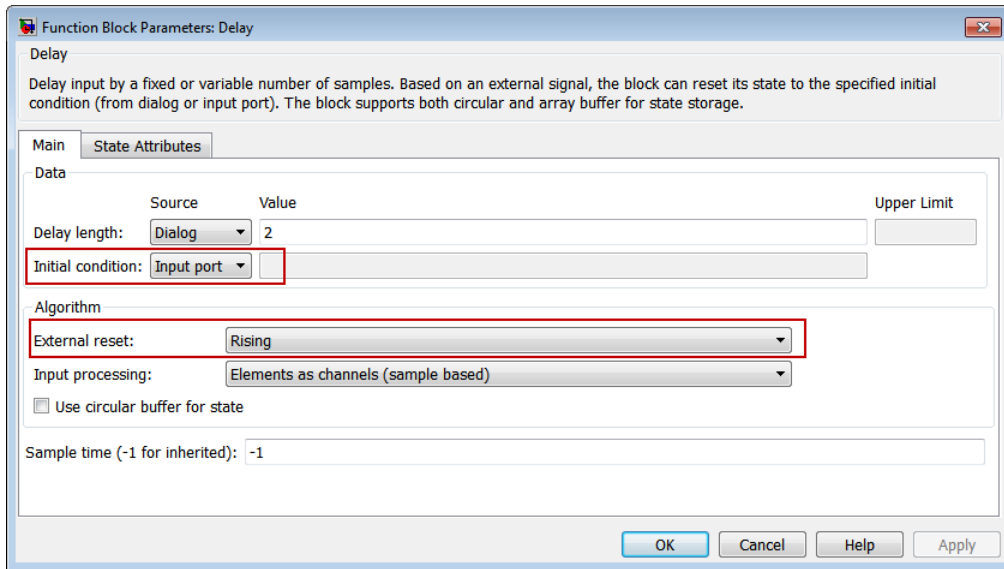 Function Block Parameters: Delay
Delay
Delay input by a fixed or variable number of samples. Based on an external signal, the block can reset its state to the specified initial
condition (from dialog or input port). The block supports both circular and array buffer for state storage.
Main State Attributes
Data
Source Value Upper Limit
Delay length: Dialog 2
Initial condition: Input port
Algorithm
External reset: Rising
Input processing: Elements as channels (sample based)
Use circular buffer for state
Sample time (-1 for inherited): -1
OK Cancel Help Apply